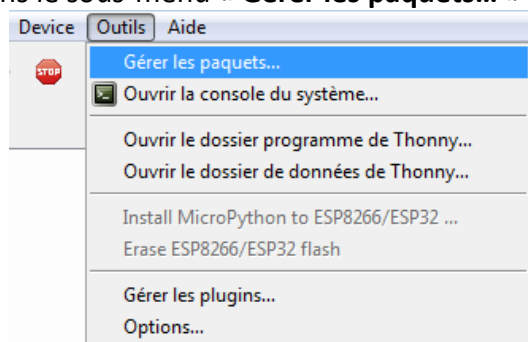 le sous-menu « Gérer les paquets… »
Device Outils Aide
STOP
Gérer les paquets...
Ouvrir la console du système...
Ouvrir le dossier programme de Thonny...
Ouvrir le dossier de données de Thonny...
Install MicroPython to ESP8266/ESP32 ...
Erase ESP8266/ESP32 flash
Gérer les plugins...
Options...